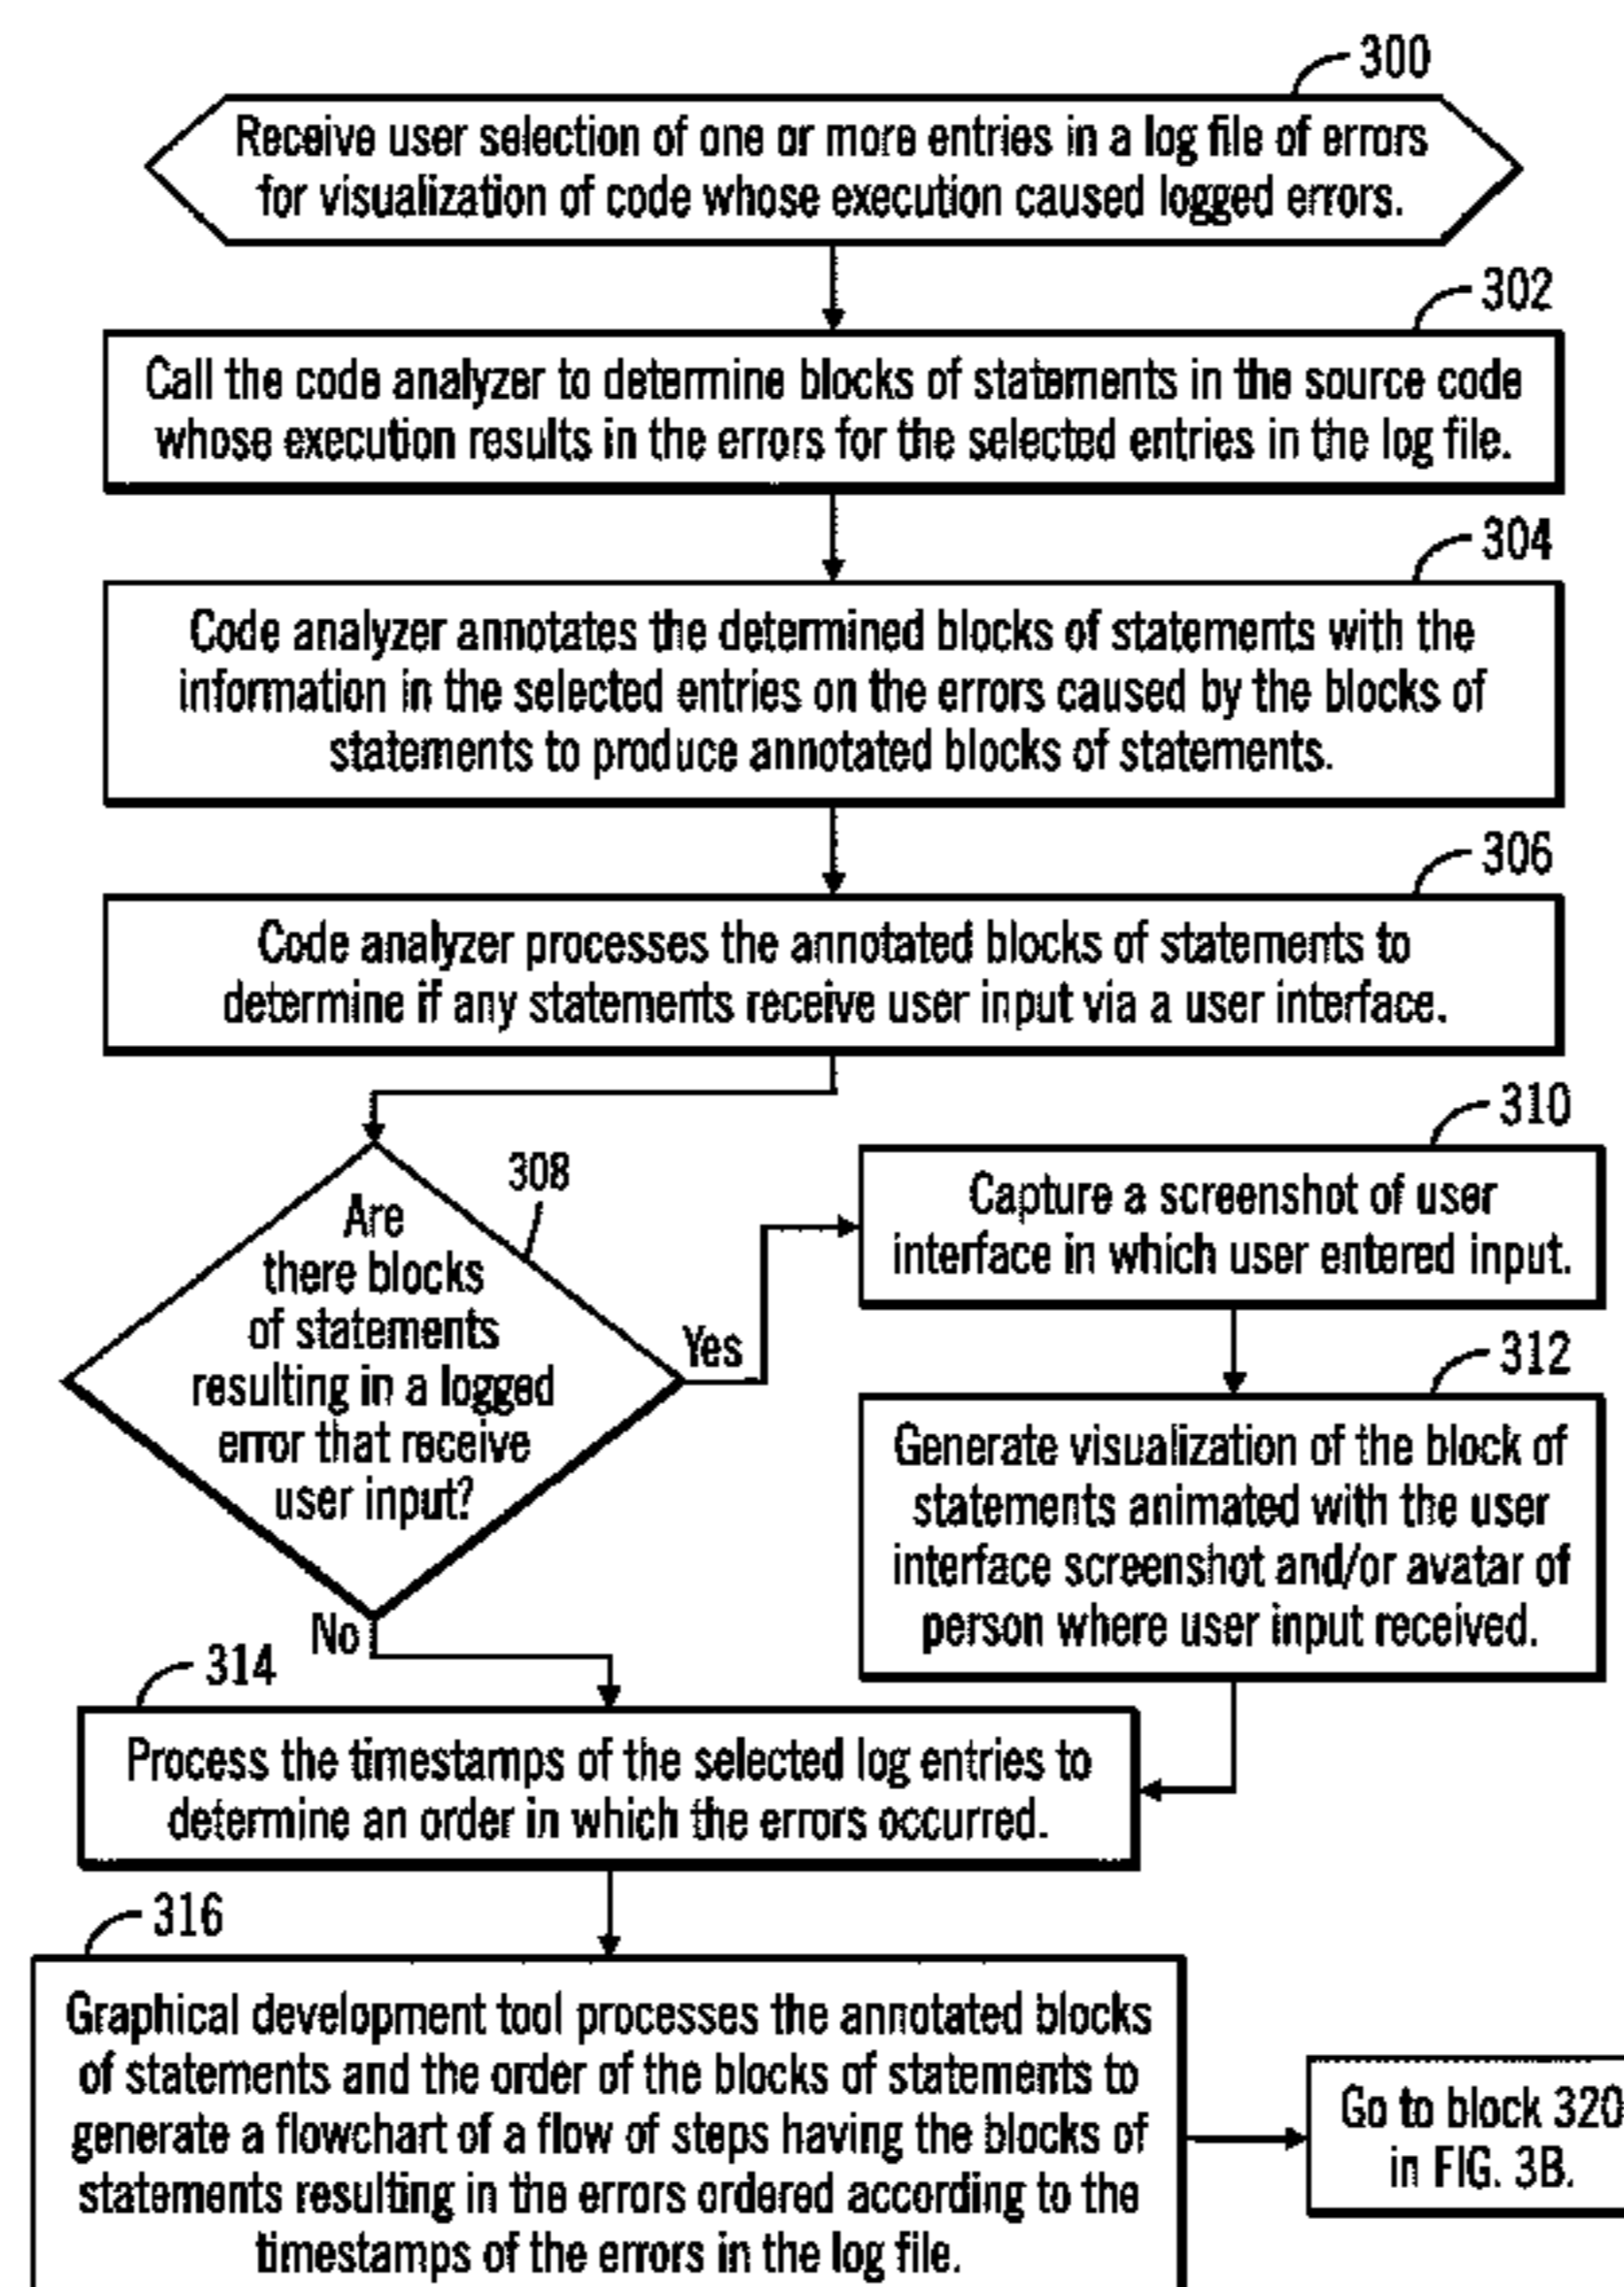 300
Receive user selection of one or more entries in a log file of errors
for visualization of code whose execution caused logged errors.
302
Call the code analyzer to determine blocks of statements in the source code
whose execution results in the errors for the selected entries in the log file.
304
Code analyzer annotates the determined blocks of statements with the
information in the selected entries on the errors caused by the blocks of
statements to produce annotated blocks of statements.
306
Code analyzer processes the annotated blocks of statements to
determine if any statements receive user input via a user interface.
308
Are
there blocks
of statements
resulting in a logged
error that receive
user input?
Yes
No
310
Capture a screenshot of user
interface in which user entered input.
312
Generate visualization of the block of
statements animated with the user
interface screenshot and/or avatar of
person where user input received.
314
Process the timestamps of the selected log entries to
determine an order in which the errors occurred.
316
Graphical development tool processes the annotated blocks
of statements and the order of the blocks of statements to
generate a flowchart of a flow of steps having the blocks of
statements resulting in the errors ordered according to the
timestamps of the errors in the log file.
Go to block 320
in FIG. 3B.